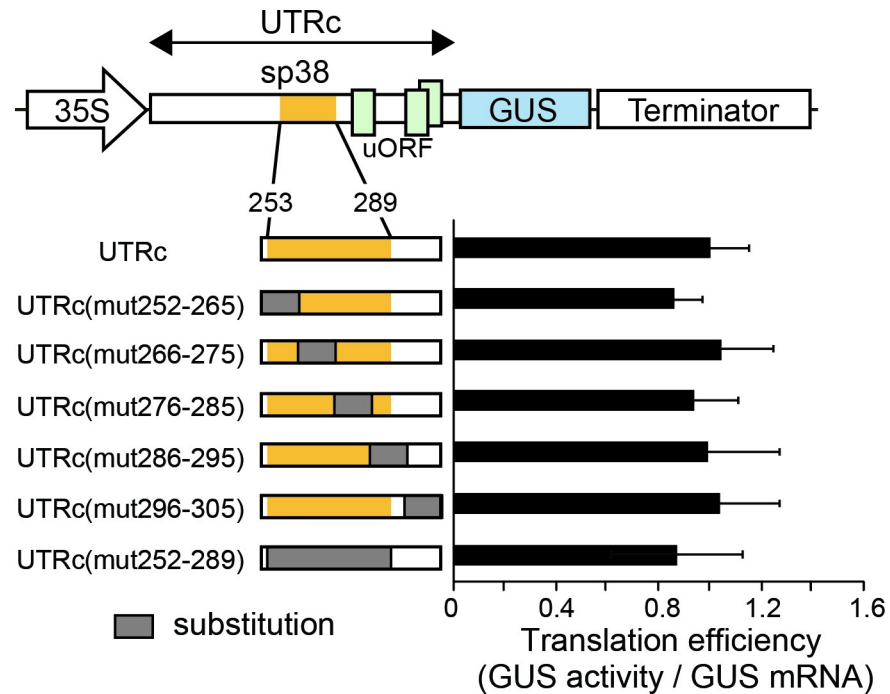 UTRc
sp38
35S
GUS
Terminator
uORF
253
289
UTRc
UTRc(mut252-265)
UTRc(mut266-275)
UTRc(mut276-285)
UTRc(mut286-295)
UTRc(mut296-305)
UTRc(mut252-289)
0 0.4 0.8 1.2 1.6
substitution
Translation efficiency
(GUS activity / GUS mRNA)